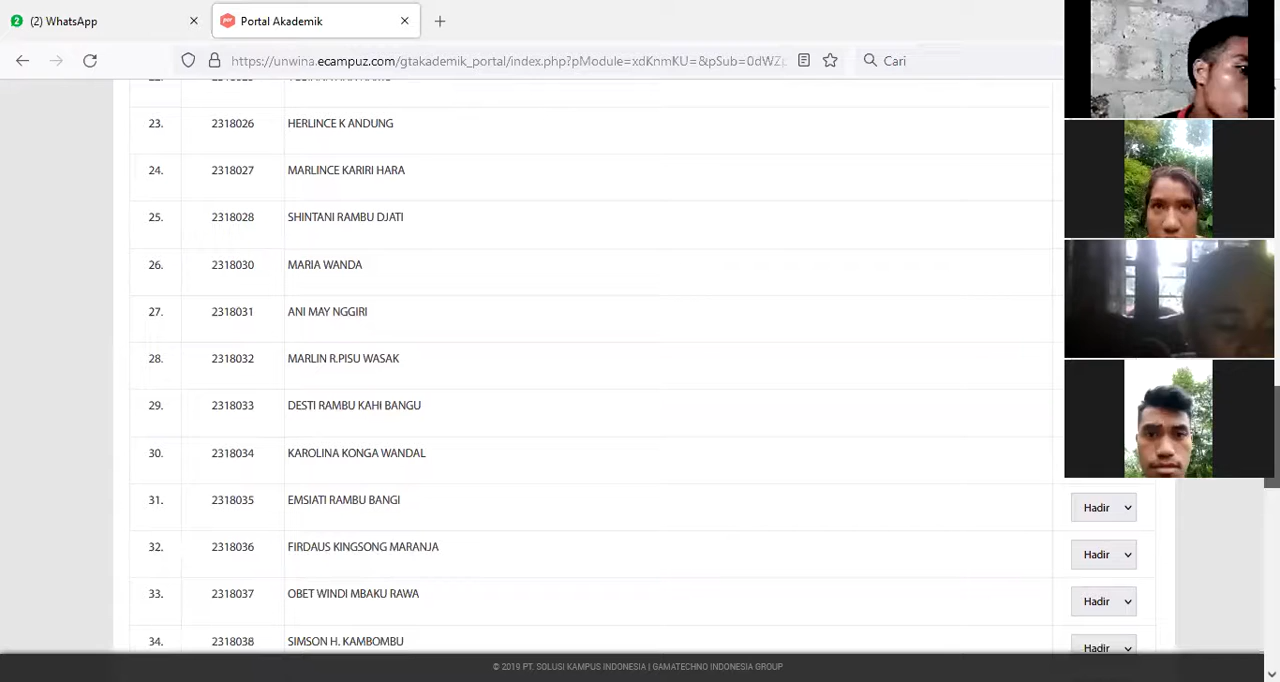 2 (2) WhatsApp
Portal Akademik
https://unwina.ecampuz.com/gtakademik_portal/index.php?pModule=xdKnmKU=&pSub=0dWZp
Cari
23. 2318026 HERLINCE K ANDUNG
24. 2318027 MARLINCE KARIRI HARA
25. 2318028 SHINTANI RAMBU DJATI
26. 2318030 MARIA WANDA
27. 2318031 ANI MAY NGGIRI
28. 2318032 MARLIN R.PISU WASAK
29. 2318033 DESTI RAMBU KAHI BANGU
30. 2318034 KAROLINA KONGA WANDAL
31. 2318035 EMSIATI RAMBU BANGI Hadir
32. 2318036 FIRDAUS KINGSONG MARANJA Hadir
33. 2318037 OBET WINDI MBAKU RAWA Hadir
34. 2318038 SIMSON H. KAMBOMBU Hadir
© 2019 PT. SOLUSI KAMPUS INDONESIA | GAMATECHNO INDONESIA GROUP